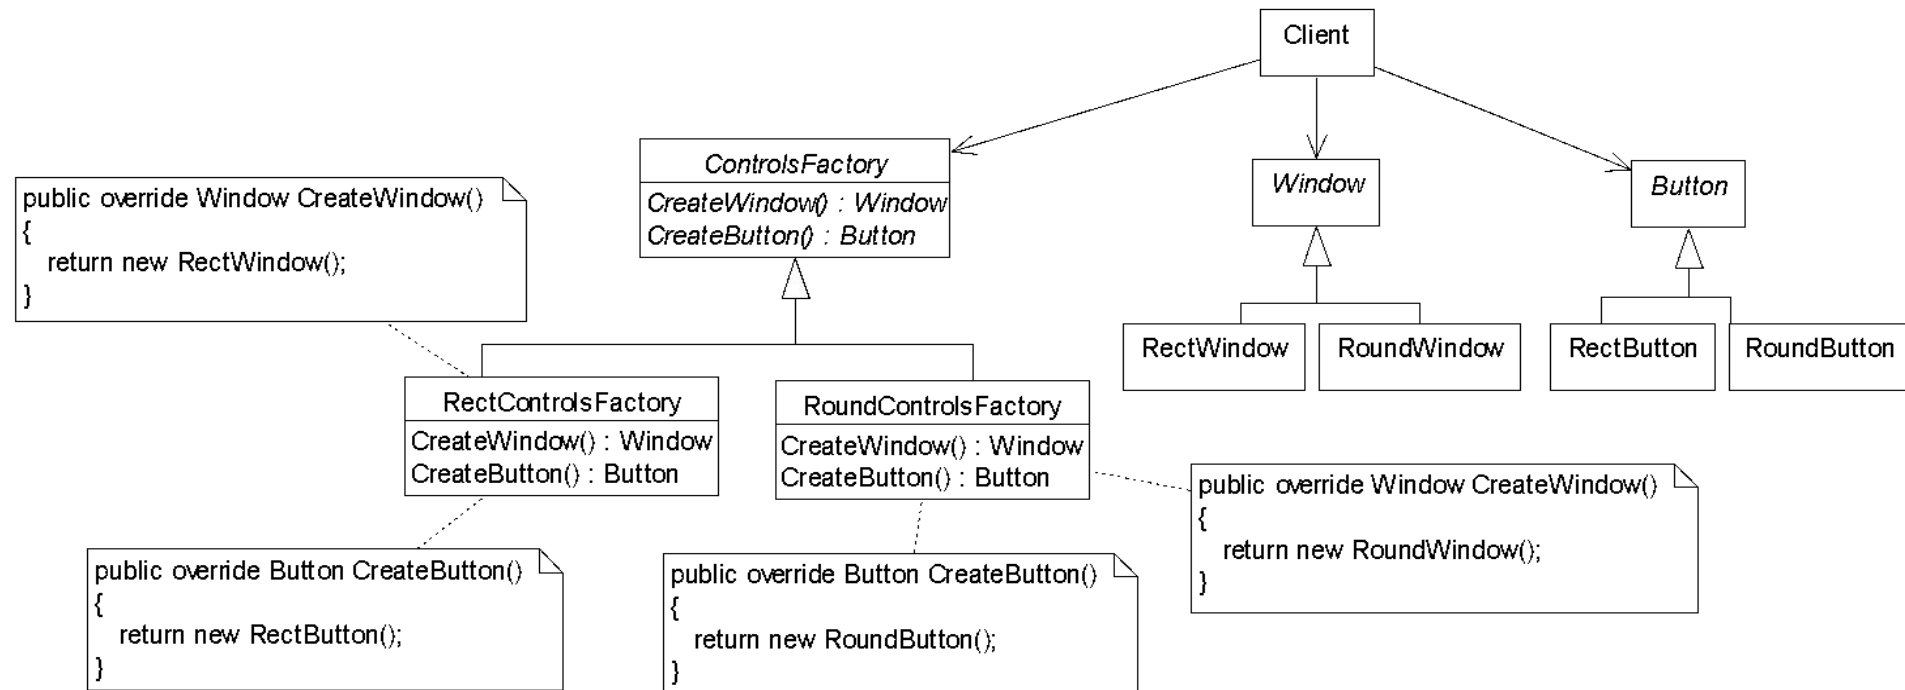 Client
ControlsFactory
CreateWindow() : Window
CreateButton() : Button
Window
Button
public override Window CreateWindow()
{
return new RectWindow();
}
RectWindow
RoundWindow
RectButton
RoundButton
RectControlsFactory
CreateWindow() : Window
CreateButton() : Button
RoundControlsFactory
CreateWindow() : Window
CreateButton() : Button
public override Window CreateWindow()
{
return new RoundWindow();
}
public override Button CreateButton()
{
return new RectButton();
}
public override Button CreateButton()
{
return new RoundButton();
}